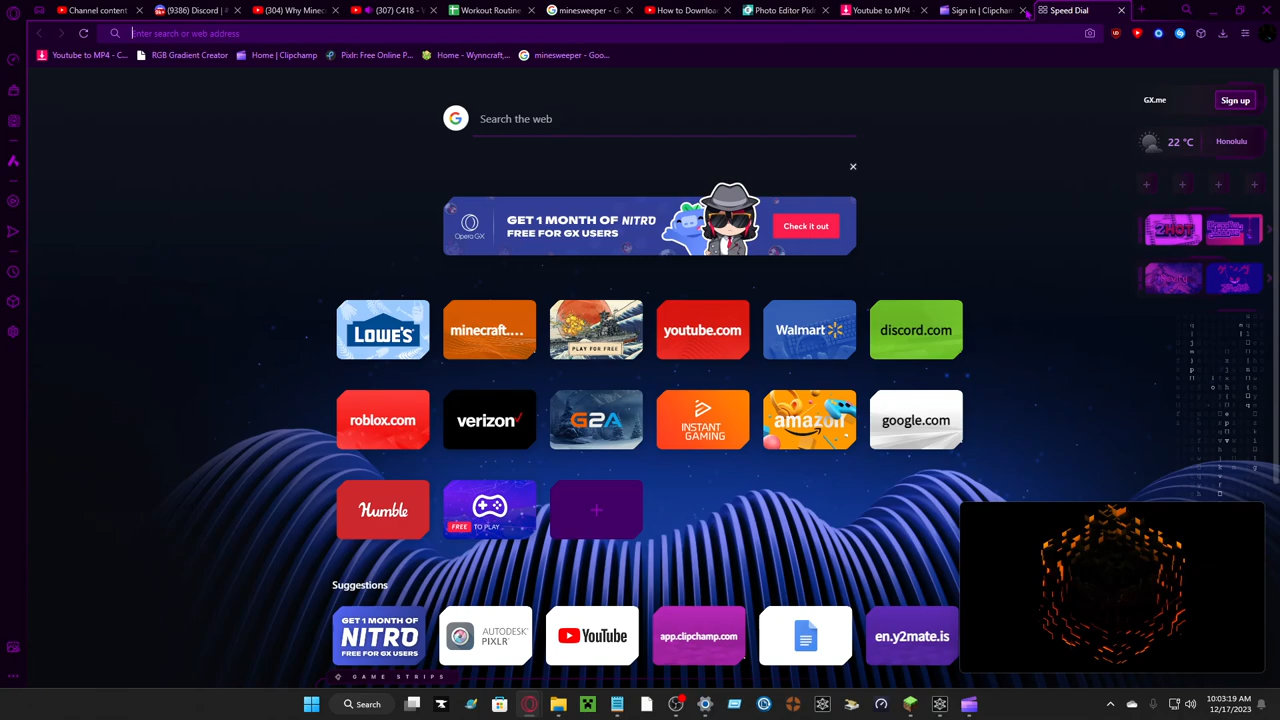 Channel content
(9386) Discord |
(304) Why Minec
(307) C418 -
Workout Routine
minesweeper - Go
How to Downloa
Photo Editor Pixl
Youtube to MP4 -
Sign in | Clipcham
Speed Dial
Enter search or web address
Youtube to MP4 - C...
RGB Gradient Creator
Home | Clipchamp
Pixlr: Free Online P...
Home - Wynncraft,...
minesweeper - Goo...
Search the web
GX.me
Sign up
22 °C
Honolulu
Opera GX
GET 1 MONTH OF NITRO
FREE FOR GX USERS
Check it out
LOWE'S
minecraft....
PLAY FOR FREE
youtube.com
Walmart
discord.com
roblox.com
verizon
G2A
INSTANT
GAMING
amazon
google.com
Humble
FREE TO PLAY
Suggestions
GET 1 MONTH OF
NITRO
FREE FOR GX USERS
AUTODESK
PIXLR
YouTube
app.clipchamp.com
en.y2mate.is
GAME STRIPS
Search
10:03:19 AM
12/17/2023